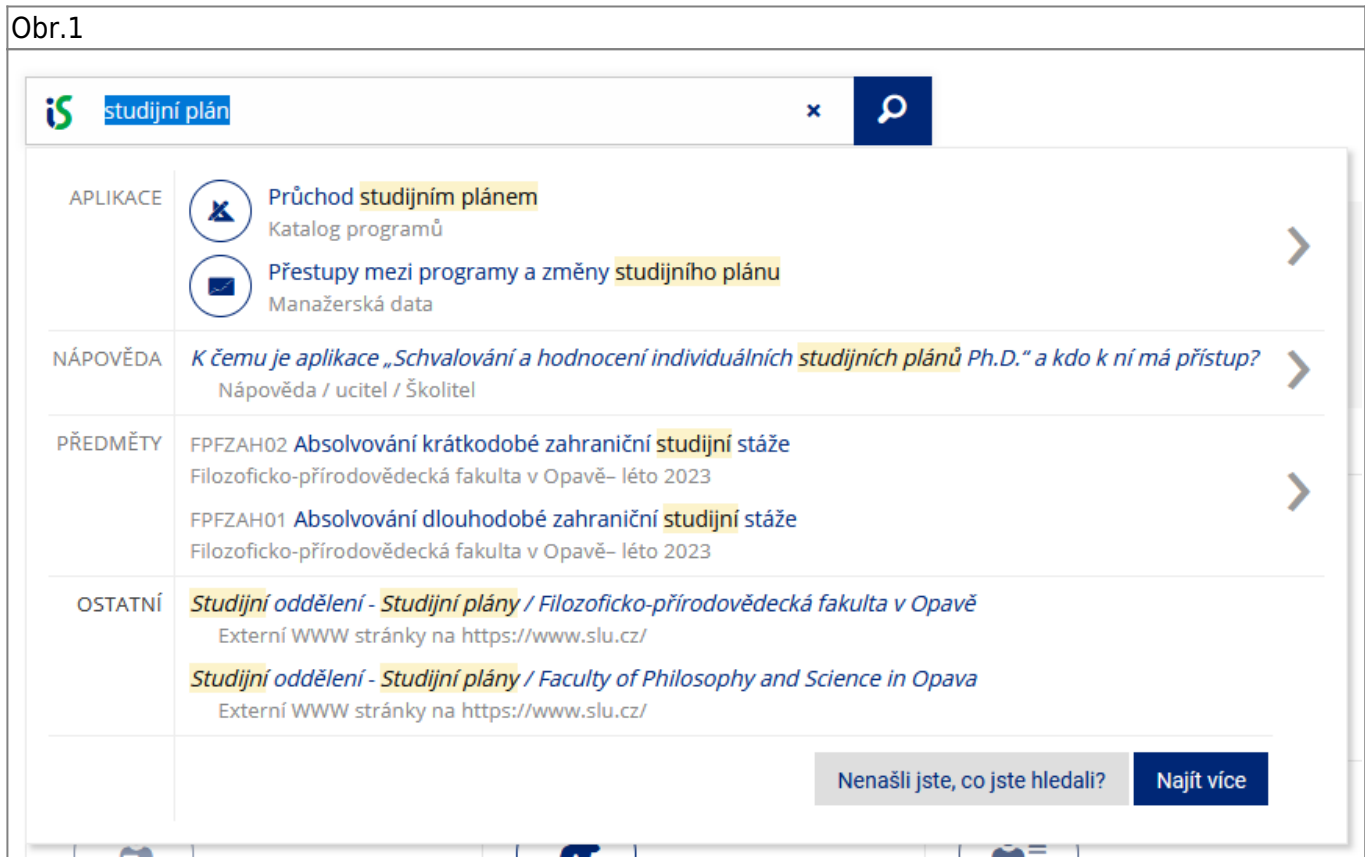 Obr.1
iS studijní plán ×
APLIKACE
Průchod studijním plánem
Katalog programů
Přestupy mezi programy a změny studijního plánu
Manažerská data
NÁPOVĚDA
K čemu je aplikace „Schvalování a hodnocení individuálních studijních plánů Ph.D.“ a kdo k ní má přístup?
Nápověda / ucitel / Školitel
PŘEDMĚTY
FPFZAH02 Absolvování krátkodobé zahraniční studijní stáže
Filozoficko-přírodovědecká fakulta v Opavě– léto 2023
FPFZAH01 Absolvování dlouhodobé zahraniční studijní stáže
Filozoficko-přírodovědecká fakulta v Opavě– léto 2023
OSTATNÍ
Studijní oddělení - Studijní plány / Filozoficko-přírodovědecká fakulta v Opavě
Externí WWW stránky na https://www.slu.cz/
Studijní oddělení - Studijní plány / Faculty of Philosophy and Science in Opava
Externí WWW stránky na https://www.slu.cz/
Nenašli jste, co jste hledali? Najít více